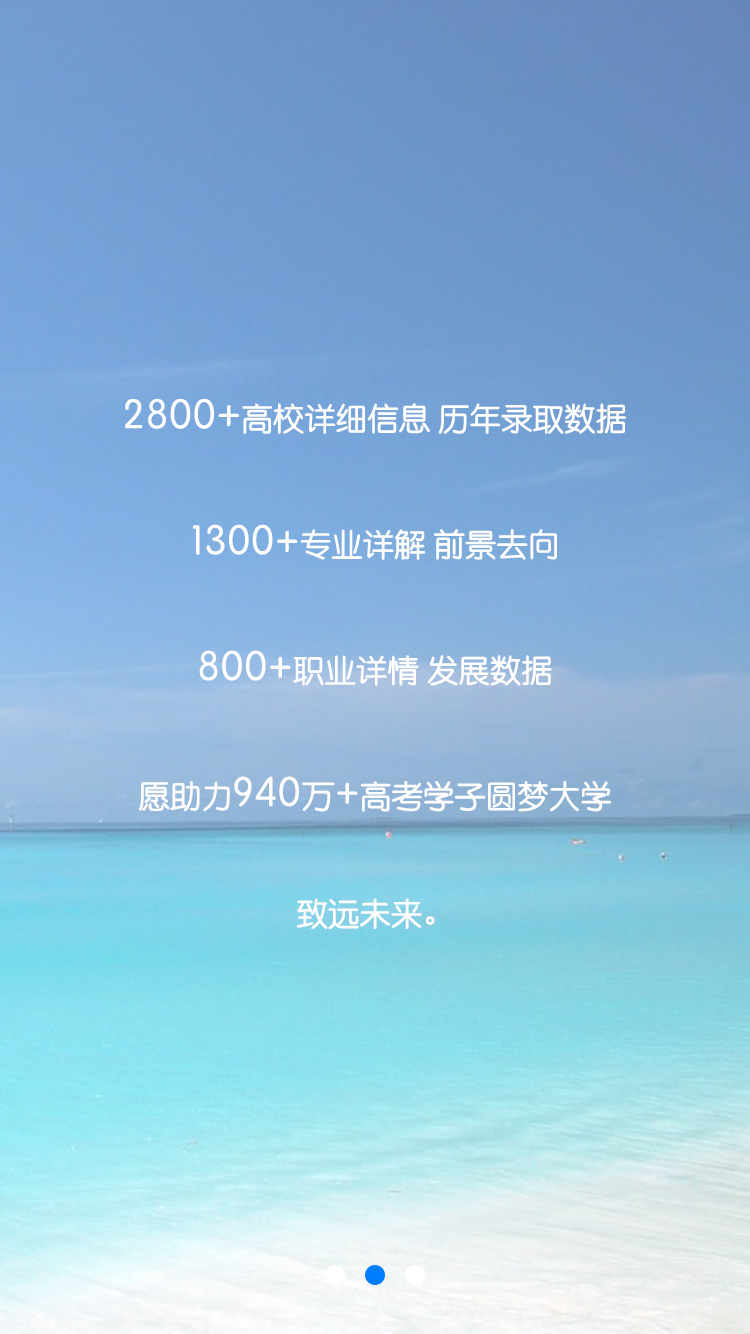 2800+高校详细信息 历年录取数据
1300+专业详解 前景去向
800+职业详情 发展数据
愿助力940万+高考学子圆梦大学
致远未来。